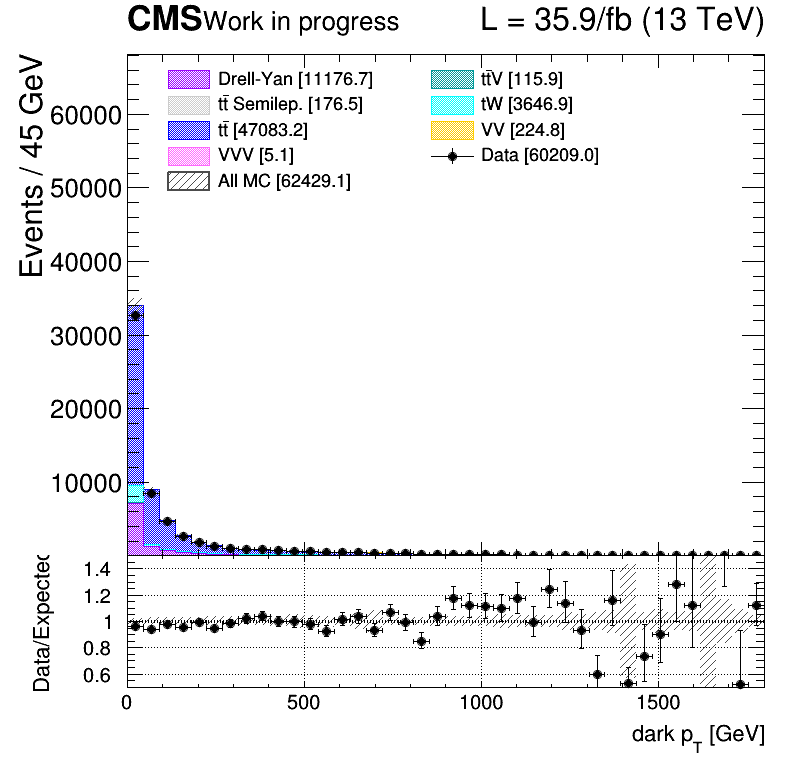 CMS Work in progress L = 35.9/fb (13 TeV)
Events / 45 GeV
Drell-Yan [11176.7]
tt̄ Semilep. [176.5]
tt̄ [47083.2]
VVV [5.1]
All MC [62429.1]
tt̄V [115.9]
tW [3646.9]
VV [224.8]
Data [60209.0]
60000
50000
40000
30000
20000
10000
Data/Expected
1.4
1.2
1
0.8
0.6
0 500 1000 1500
dark p_T [GeV]